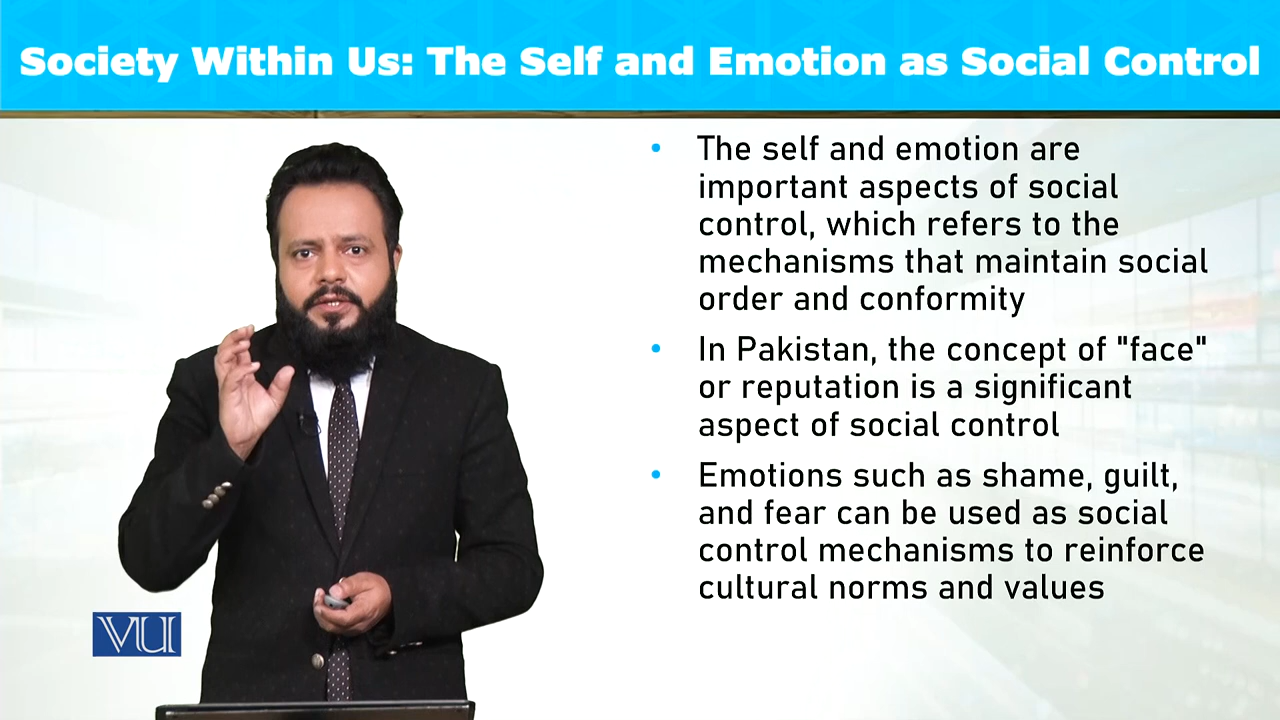 Society Within Us: The Self and Emotion as Social Control
• The self and emotion are
important aspects of social
control, which refers to the
mechanisms that maintain social
order and conformity
• In Pakistan, the concept of "face"
or reputation is a significant
aspect of social control
• Emotions such as shame, guilt,
and fear can be used as social
control mechanisms to reinforce
cultural norms and values
VU